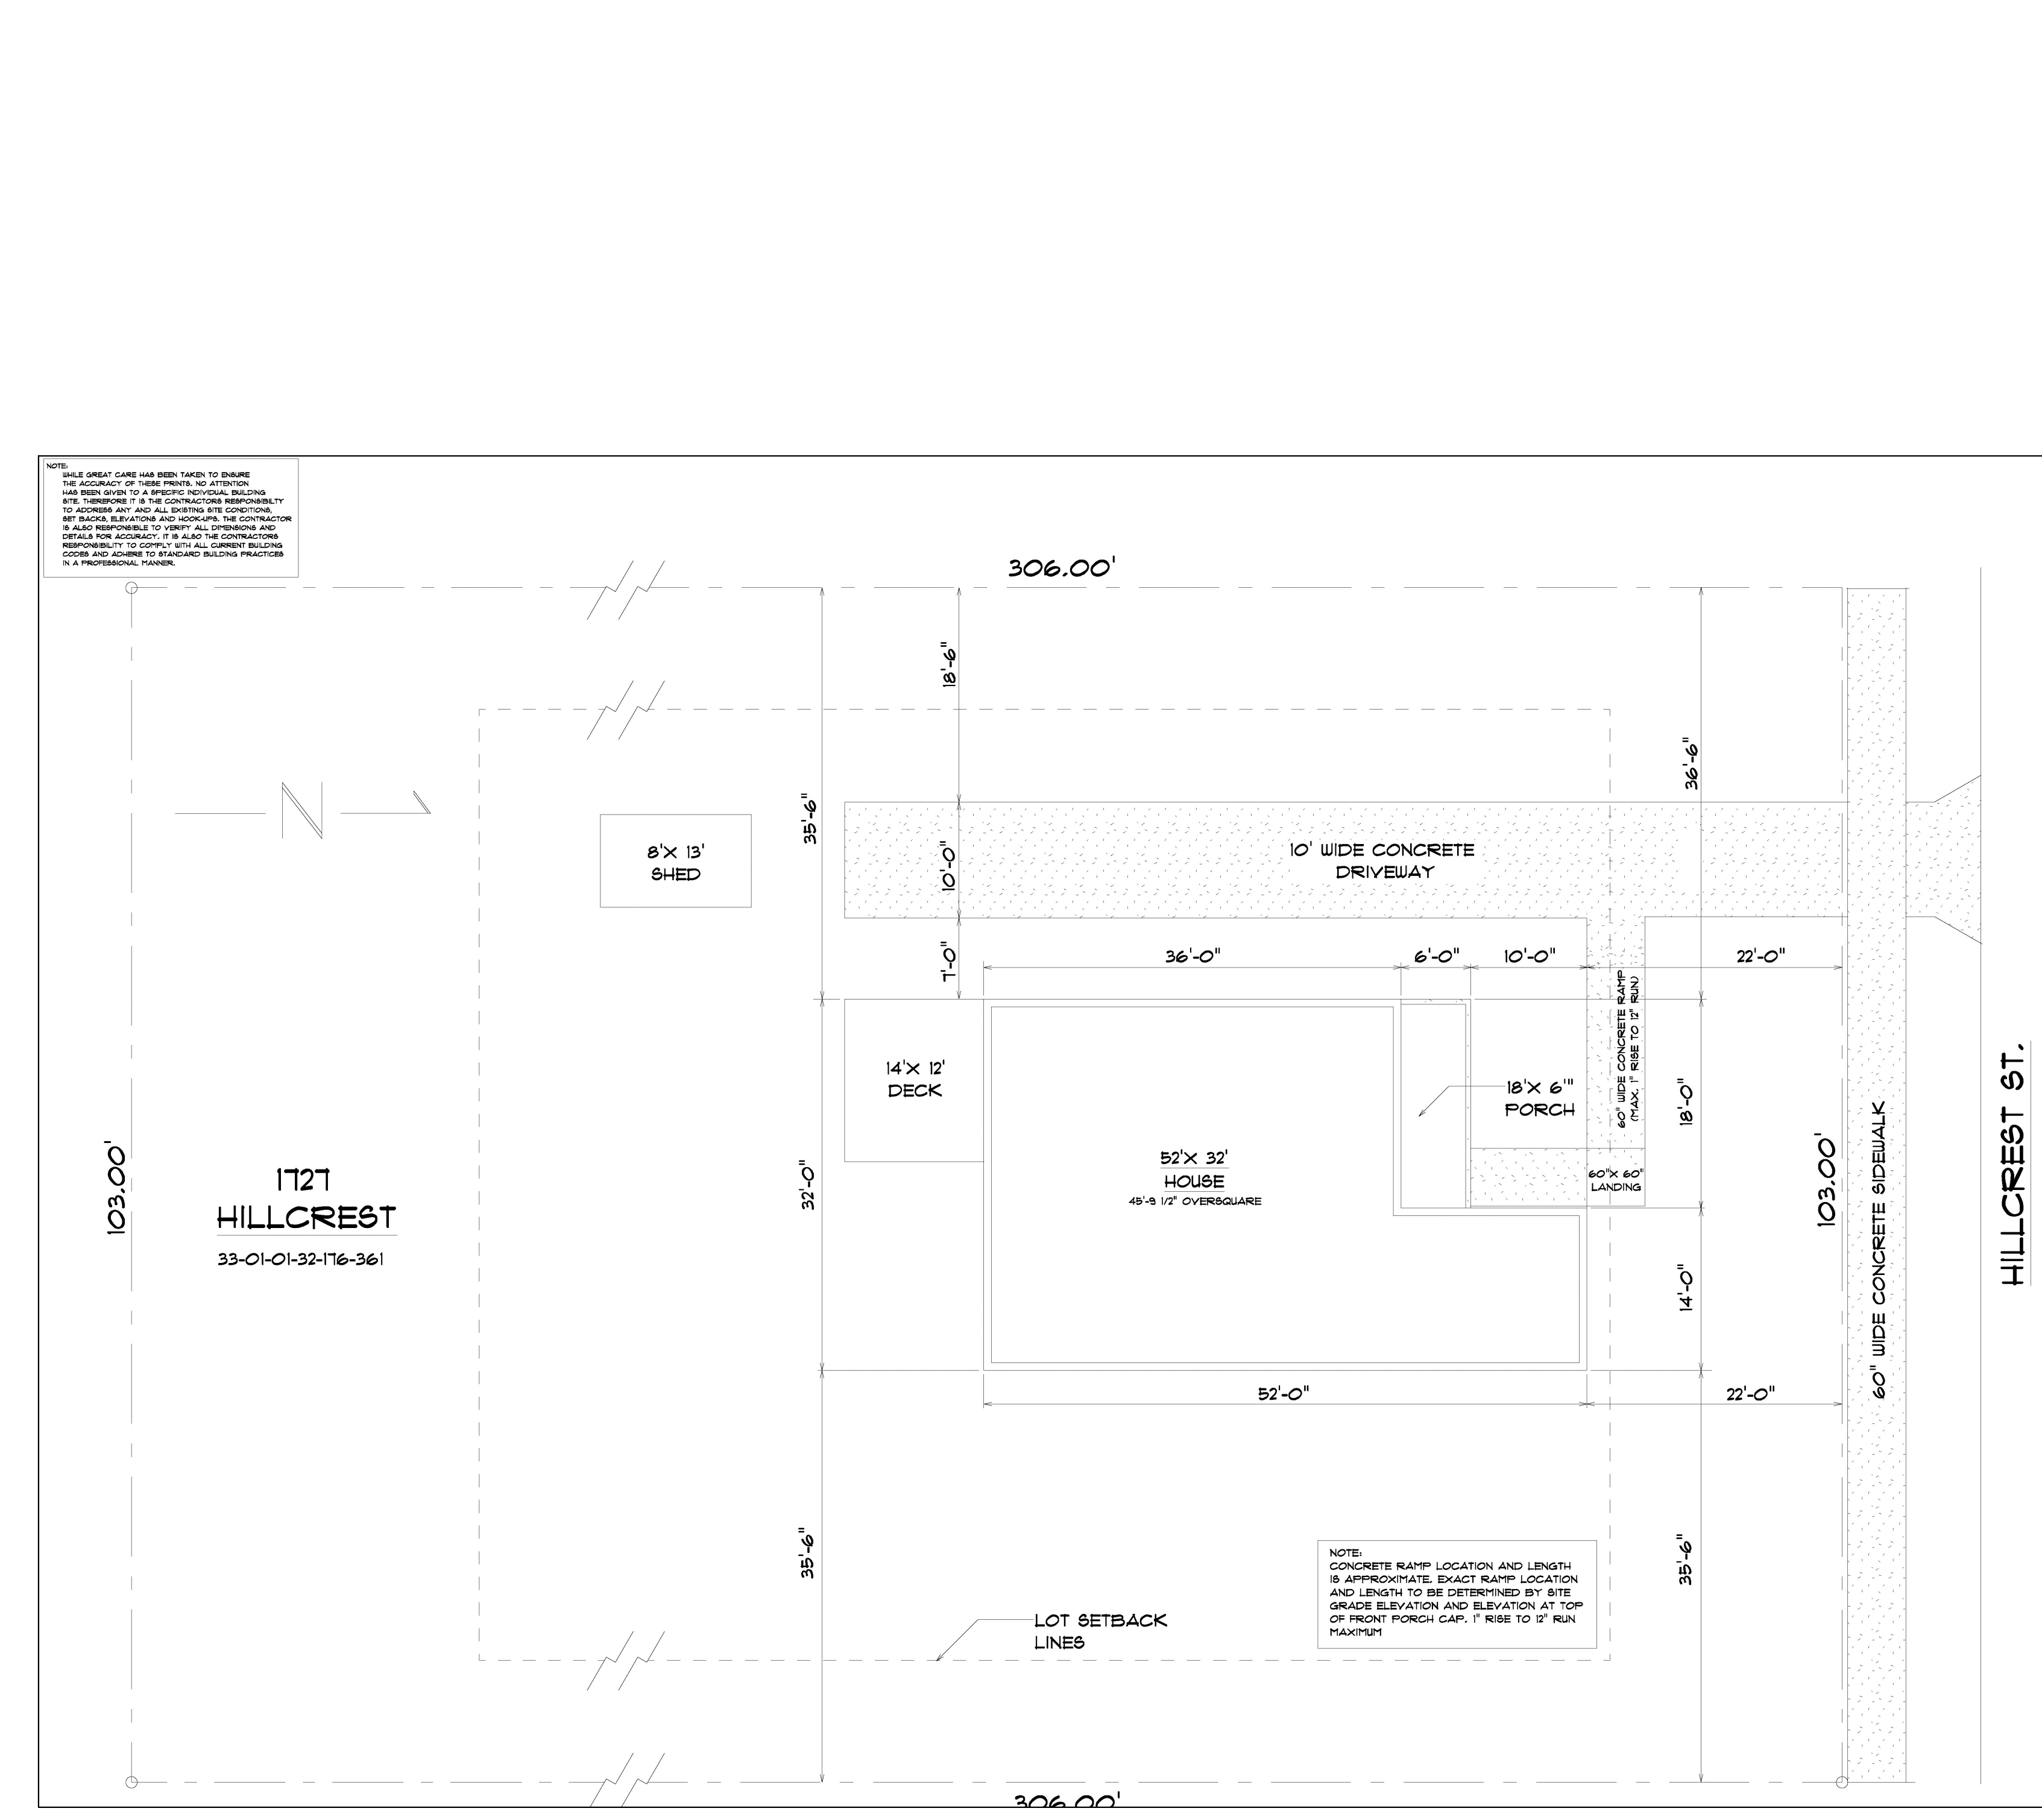 NOTE:
WHILE GREAT CARE HAS BEEN TAKEN TO ENSURE
THE ACCURACY OF THESE PRINTS. NO ATTENTION
HAS BEEN GIVEN TO A SPECIFIC INDIVIDUAL BUILDING
SITE. THEREFORE IT IS THE CONTRACTORS RESPONSIBILTY
TO ADDRESS ANY AND ALL EXISTING SITE CONDITIONS,
SET BACKS, ELEVATIONS AND HOOK-UPS. THE CONTRACTOR
IS ALSO RESPONSIBLE TO VERIFY ALL DIMENSIONS AND
DETAILS FOR ACCURACY. IT IS ALSO THE CONTRACTORS
RESPONSIBILITY TO COMPLY WITH ALL CURRENT BUILDING
CODES AND ADHERE TO STANDARD BUILDING PRACTICES
IN A PROFESSIONAL MANNER.
306.00'
18'-6"
36'-6"
35'-6"
N
8'X 13'
SHED
10'-0"
10' WIDE CONCRETE
DRIVEWAY
7'-0"
36'-0"
6'-0"
10'-0"
22'-0"
60" WIDE CONCRETE RAMP
(MAX. 1" RISE TO 12" RUN)
14'X 12'
DECK
18'X 6'"
PORCH
18'-0"
103.00'
1727
HILLCREST
33-01-01-32-176-361
32'-0"
52'X 32'
HOUSE
45'-9 1/2" OVERSQUARE
60"X 60"
LANDING
103.00'
60" WIDE CONCRETE SIDEWALK
HILLCREST ST.
14'-0"
52'-0"
22'-0"
35'-6"
35'-6"
NOTE:
CONCRETE RAMP LOCATION AND LENGTH
IS APPROXIMATE. EXACT RAMP LOCATION
AND LENGTH TO BE DETERMINED BY SITE
GRADE ELEVATION AND ELEVATION AT TOP
OF FRONT PORCH CAP. 1" RISE TO 12" RUN
MAXIMUM
LOT SETBACK
LINES
306.00'